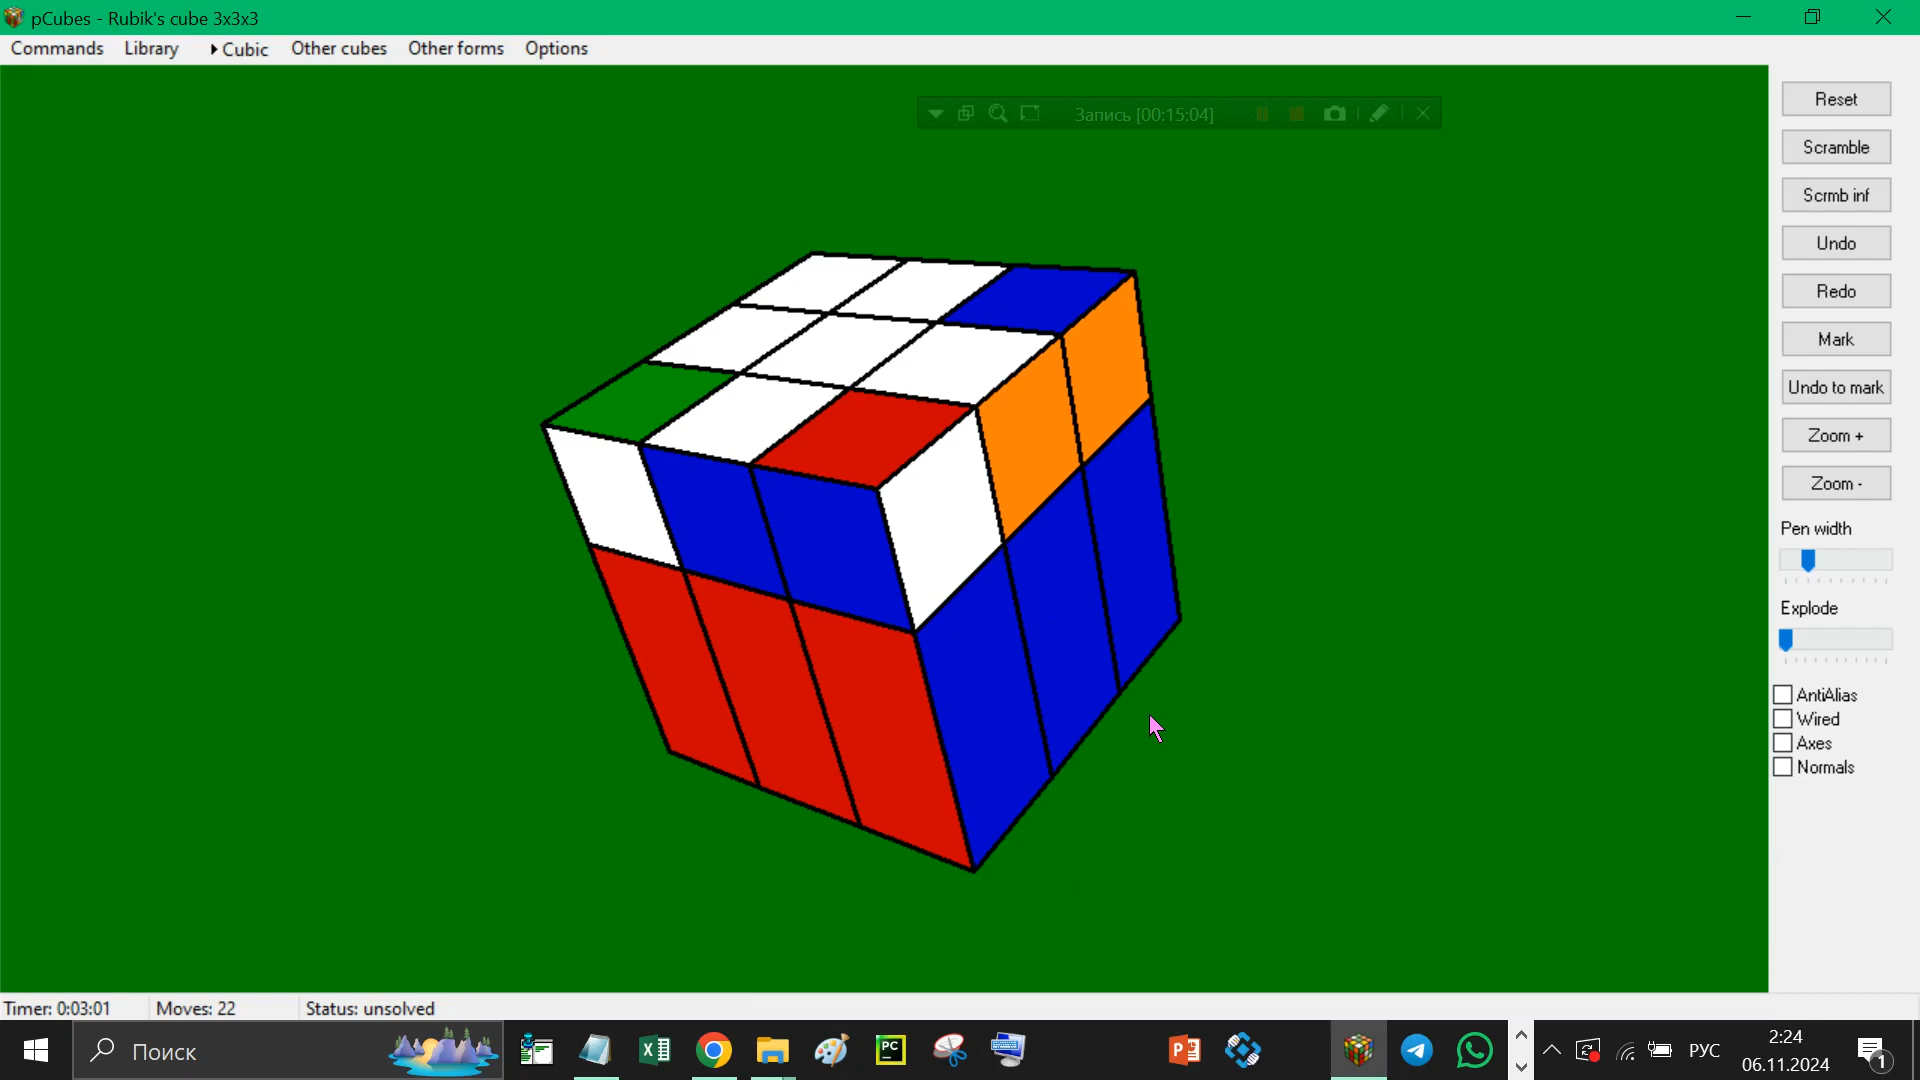 pCubes - Rubik's cube 3x3x3
Commands Library Cubic Other cubes Other forms Options
Запись [00:15:04]
Reset
Scramble
Scrmb inf
Undo
Redo
Mark
Undo to mark
Zoom +
Zoom -
Pen width
Explode
AntiAlias
Wired
Axes
Normals
Timer: 0:03:01 Moves: 22 Status: unsolved
Поиск
PC
РУС
2:24
06.11.2024
1